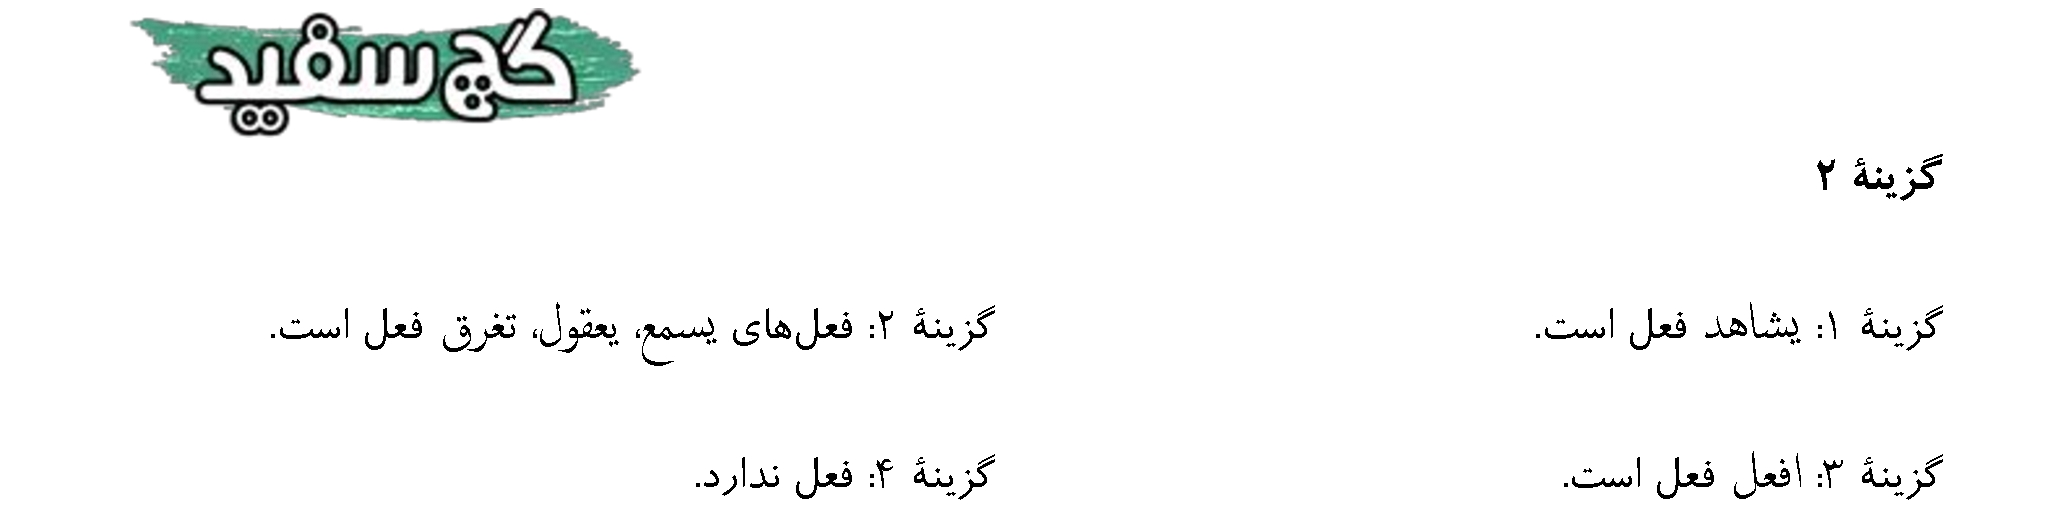 گچ سفید
گزینهٔ ۲
گزینهٔ ۱: یشاهد فعل است.
گزینهٔ ۲: فعل‌های یسمع، یعقول، تغرق فعل است.
گزینهٔ ۳: افعل فعل است.
گزینهٔ ۴: فعل ندارد.